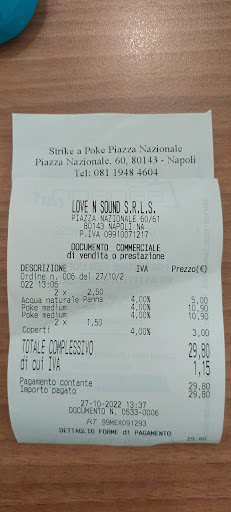 Strike a Poke Piazza Nazionale
Piazza Nazionale, 60, 80143 - Napoli
Tel: 081 1948 4604
LOVE N SOUND S.R.L.S.
PIAZZA NAZIONALE 60/61
80143 NAPOLI NA
P.IVA 09910071217
DOCUMENTO COMMERCIALE
di vendita o prestazione
DESCRIZIONE IVA Prezzo(€)
Ordine n. 006 del 27/10/2
022 13:06
2 x 2,50
Acqua naturale Panna 4,00% 5,00
Poke medium 4,00% 10,90
Poke medium 4,00% 10,90
2 x 1,50
Coperti 4,00% 3,00
TOTALE COMPLESSIVO 29,80
di cui IVA 1,15
Pagamento contante 29,80
Importo pagato 29,80
27-10-2022 13:37
DOCUMENTO N. 0533-0006
RT 99MEX091293
DETTAGLIO FORME di PAGAMENTO
29,80